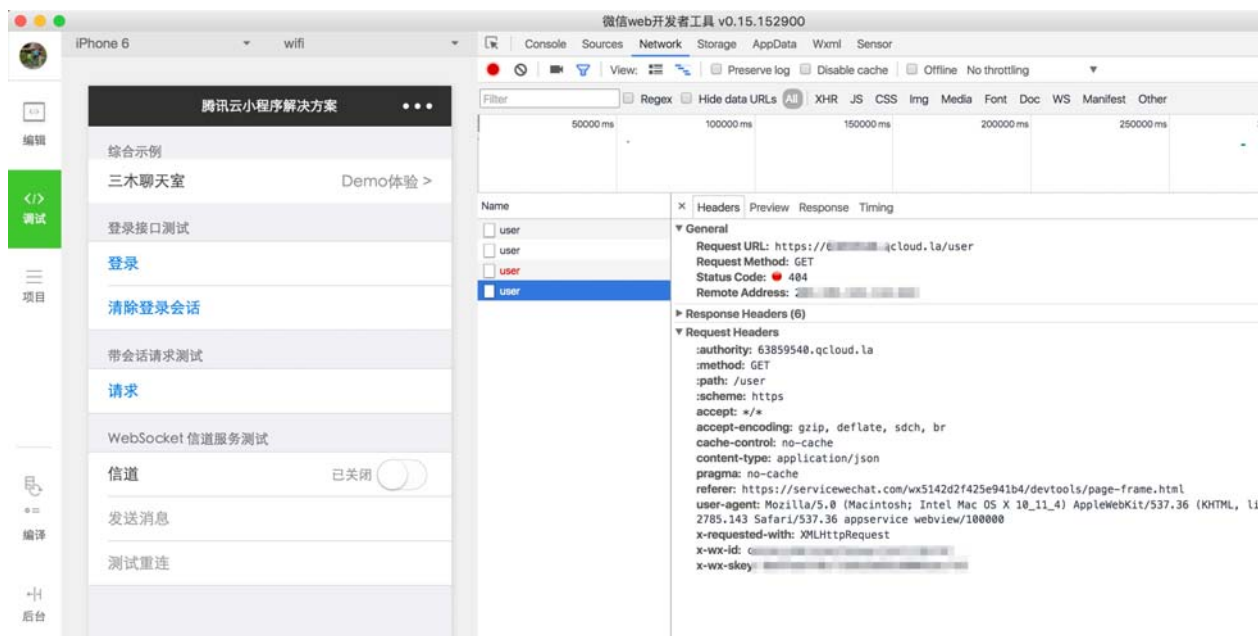 微信web开发者工具 v0.15.152900
iPhone 6 wifi
Console Sources Network Storage AppData Wxml Sensor
View: Preserve log Disable cache Offline No throttling
Filter Regex Hide data URLs All XHR JS CSS Img Media Font Doc WS Manifest Other
50000 ms 100000 ms 150000 ms 200000 ms 250000 ms
编辑
调试
项目
编译
后台
腾讯云小程序解决方案
综合示例
三木聊天室 Demo体验 >
登录接口测试
登录
清除登录会话
带会话请求测试
请求
WebSocket 信道服务测试
信道 已关闭
发送消息
测试重连
Name
user
user
user
user
× Headers Preview Response Timing
General
Request URL: https://6 qcloud.la/user
Request Method: GET
Status Code: 404
Remote Address: 2
Response Headers (6)
Request Headers
:authority: 63859540.qcloud.la
:method: GET
:path: /user
:scheme: https
accept: */*
accept-encoding: gzip, deflate, sdch, br
cache-control: no-cache
content-type: application/json
pragma: no-cache
referer: https://servicewechat.com/wx5142d2f425e941b4/devtools/page-frame.html
user-agent: Mozilla/5.0 (Macintosh; Intel Mac OS X 10_11_4) AppleWebKit/537.36 (KHTML, li
2785.143 Safari/537.36 appservice webview/100000
x-requested-with: XMLHttpRequest
x-wx-id:
x-wx-skey